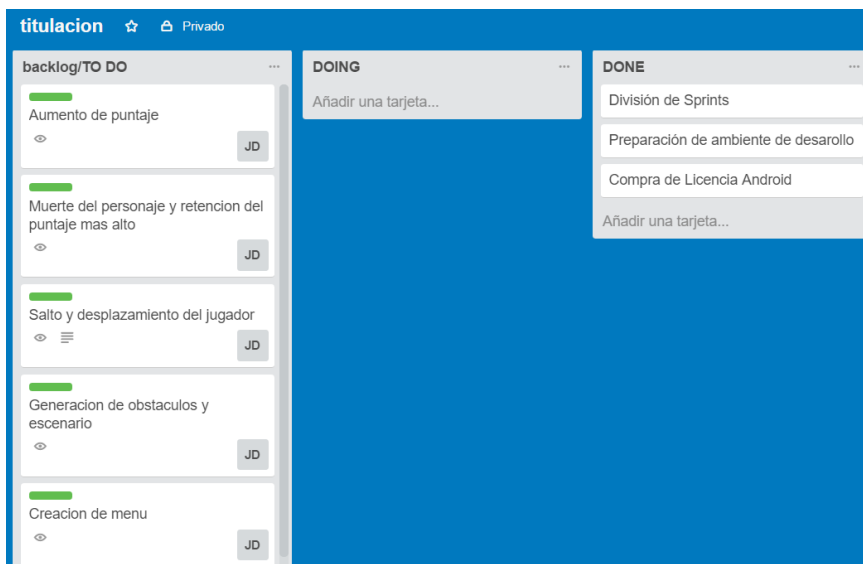 titulacion
Privado
backlog/TO DO
Aumento de puntaje
JD
Muerte del personaje y retencion del
puntaje mas alto
JD
Salto y desplazamiento del jugador
JD
Generacion de obstaculos y
escenario
JD
Creacion de menu
JD
DOING
Añadir una tarjeta...
DONE
División de Sprints
Preparación de ambiente de desarollo
Compra de Licencia Android
Añadir una tarjeta...